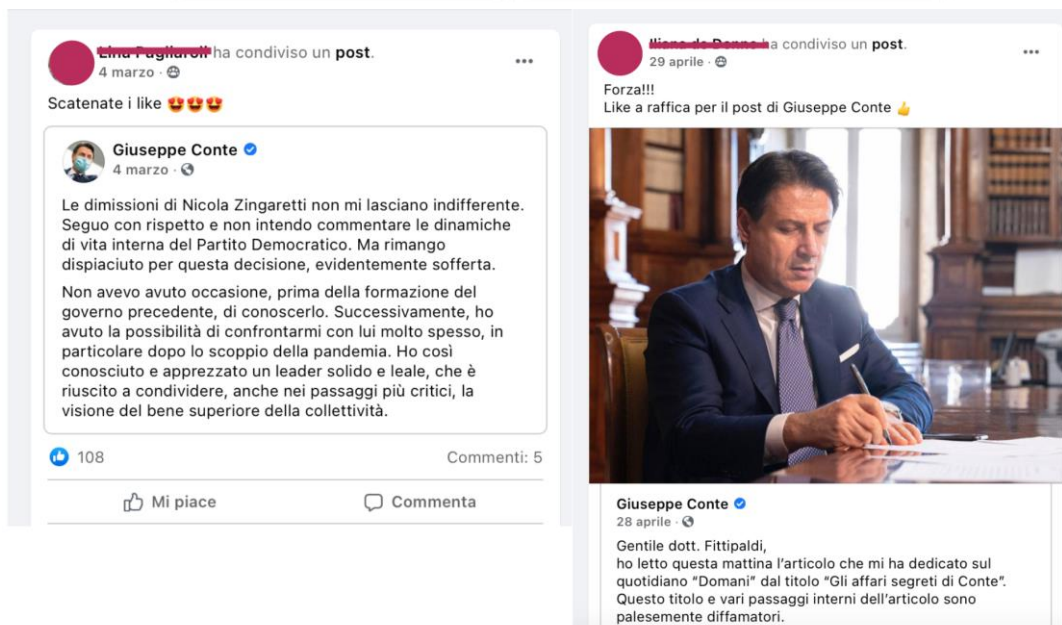 ha condiviso un post.
4 marzo
Scatenate i like 😍😍😍
Giuseppe Conte
4 marzo
Le dimissioni di Nicola Zingaretti non mi lasciano indifferente.
Seguo con rispetto e non intendo commentare le dinamiche
di vita interna del Partito Democratico. Ma rimango
dispiaciuto per questa decisione, evidentemente sofferta.
Non avevo avuto occasione, prima della formazione del
governo precedente, di conoscerlo. Successivamente, ho
avuto la possibilità di confrontarmi con lui molto spesso, in
particolare dopo lo scoppio della pandemia. Ho così
conosciuto e apprezzato un leader solido e leale, che è
riuscito a condividere, anche nei passaggi più critici, la
visione del bene superiore della collettività.
108
Commenti: 5
Mi piace
Commenta
ha condiviso un post.
29 aprile
Forza!!!
Like a raffica per il post di Giuseppe Conte 👍
Giuseppe Conte
28 aprile
Gentile dott. Fittipaldi,
ho letto questa mattina l'articolo che mi ha dedicato sul
quotidiano "Domani" dal titolo "Gli affari segreti di Conte".
Questo titolo e vari passaggi interni dell'articolo sono
palesemente diffamatori.